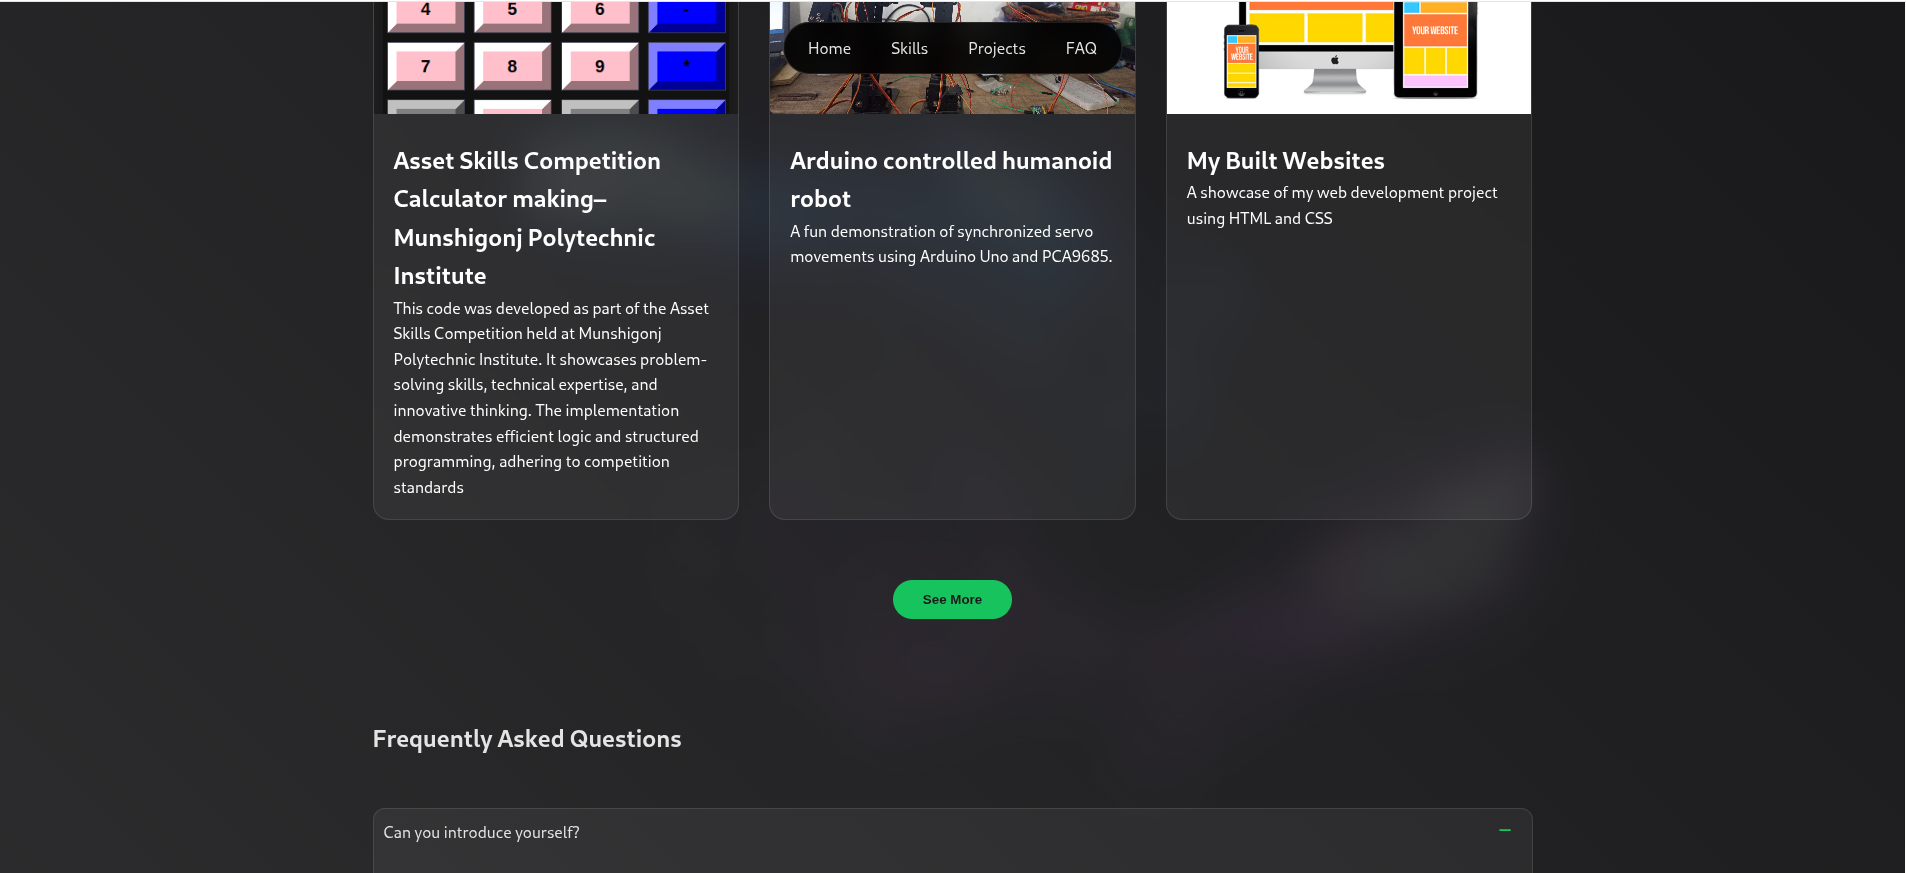 4 5 6 -
7 8 9 *
Home Skills Projects FAQ
YOUR WEBSITE
YOUR
WEBSITE
Asset Skills Competition
Calculator making–
Munshigonj Polytechnic
Institute
This code was developed as part of the Asset
Skills Competition held at Munshigonj
Polytechnic Institute. It showcases problem-
solving skills, technical expertise, and
innovative thinking. The implementation
demonstrates efficient logic and structured
programming, adhering to competition
standards
Arduino controlled humanoid
robot
A fun demonstration of synchronized servo
movements using Arduino Uno and PCA9685.
My Built Websites
A showcase of my web development project
using HTML and CSS
See More
Frequently Asked Questions
Can you introduce yourself?